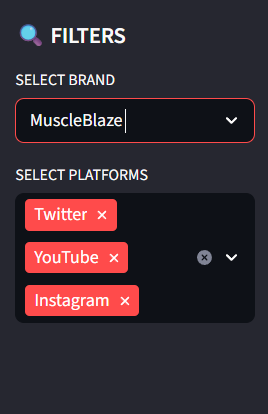 FILTERS
SELECT BRAND
MuscleBlaze
SELECT PLATFORMS
Twitter ×
YouTube ×
Instagram ×